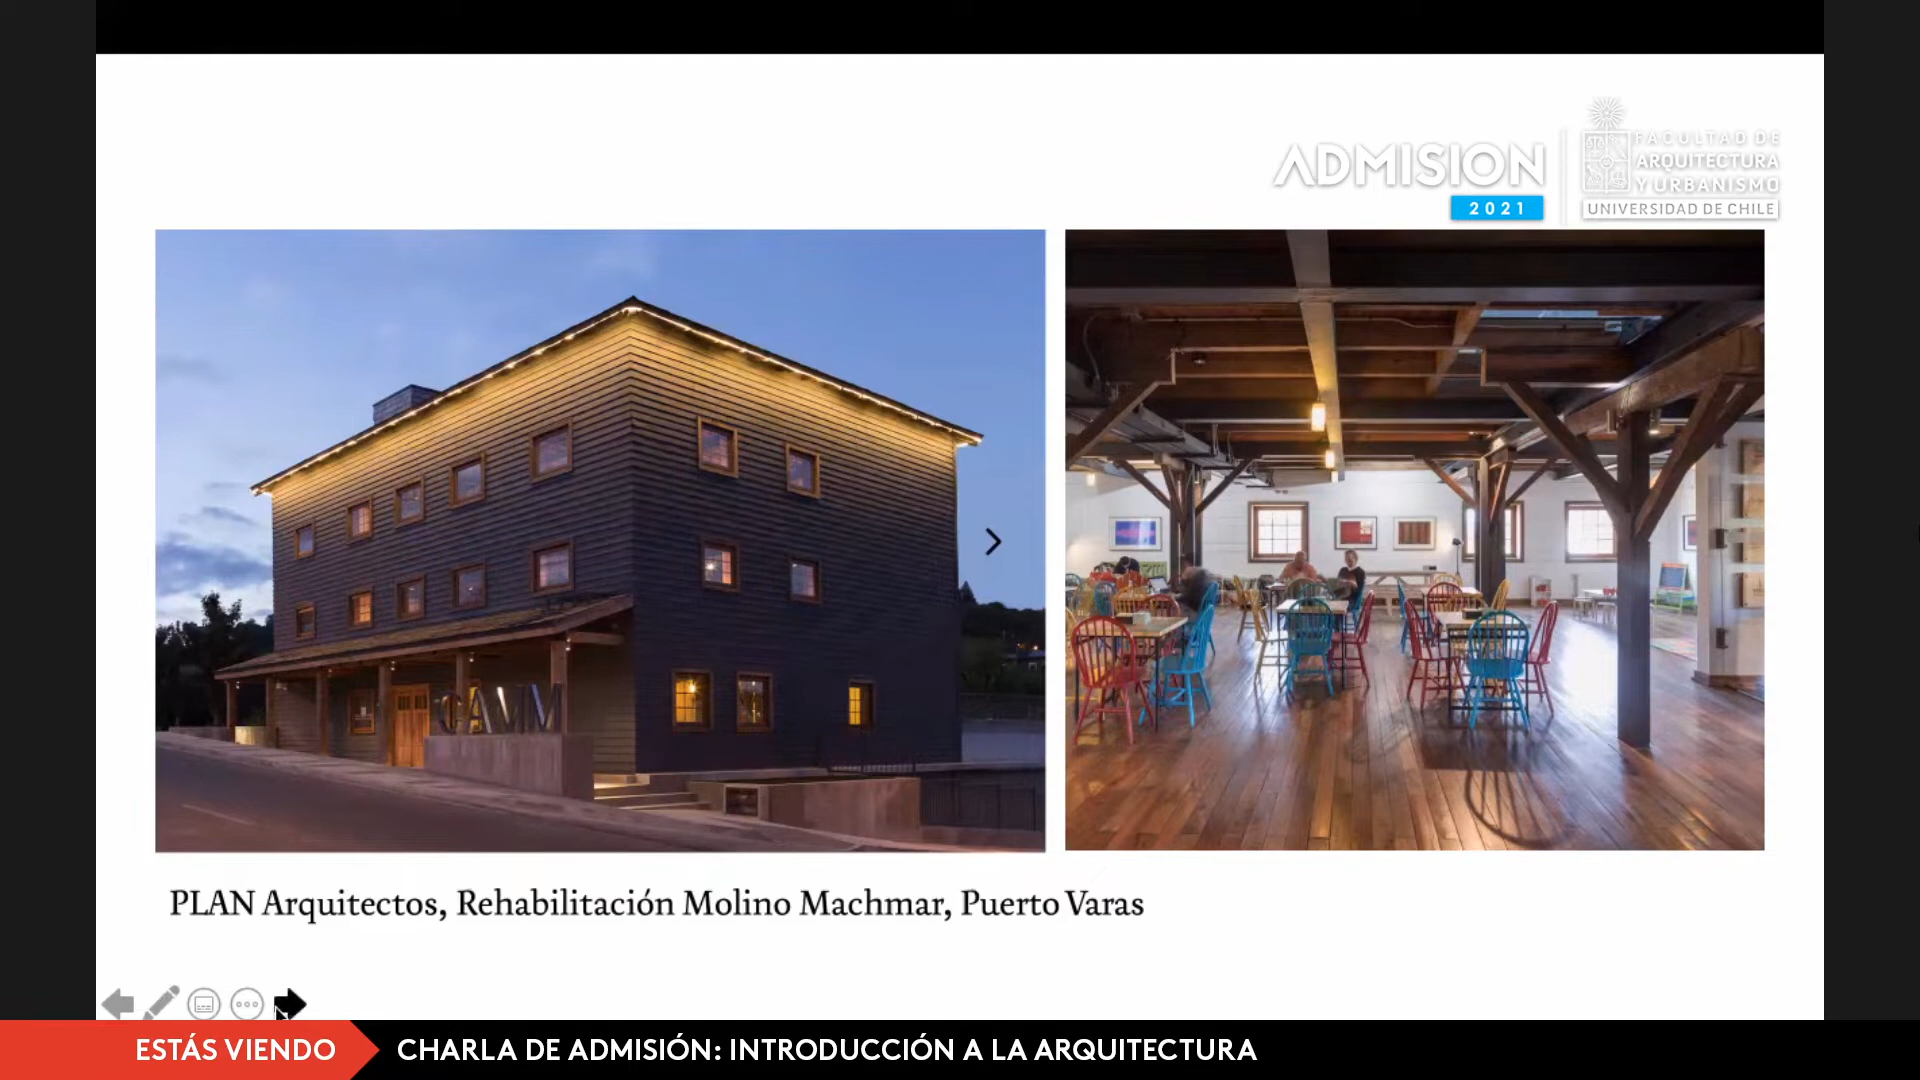 ADMISION
2021
FACULTAD DE
ARQUITECTURA
Y URBANISMO
UNIVERSIDAD DE CHILE
CAMM
PLAN Arquitectos, Rehabilitación Molino Machmar, Puerto Varas
ESTÁS VIENDO
CHARLA DE ADMISIÓN: INTRODUCCIÓN A LA ARQUITECTURA